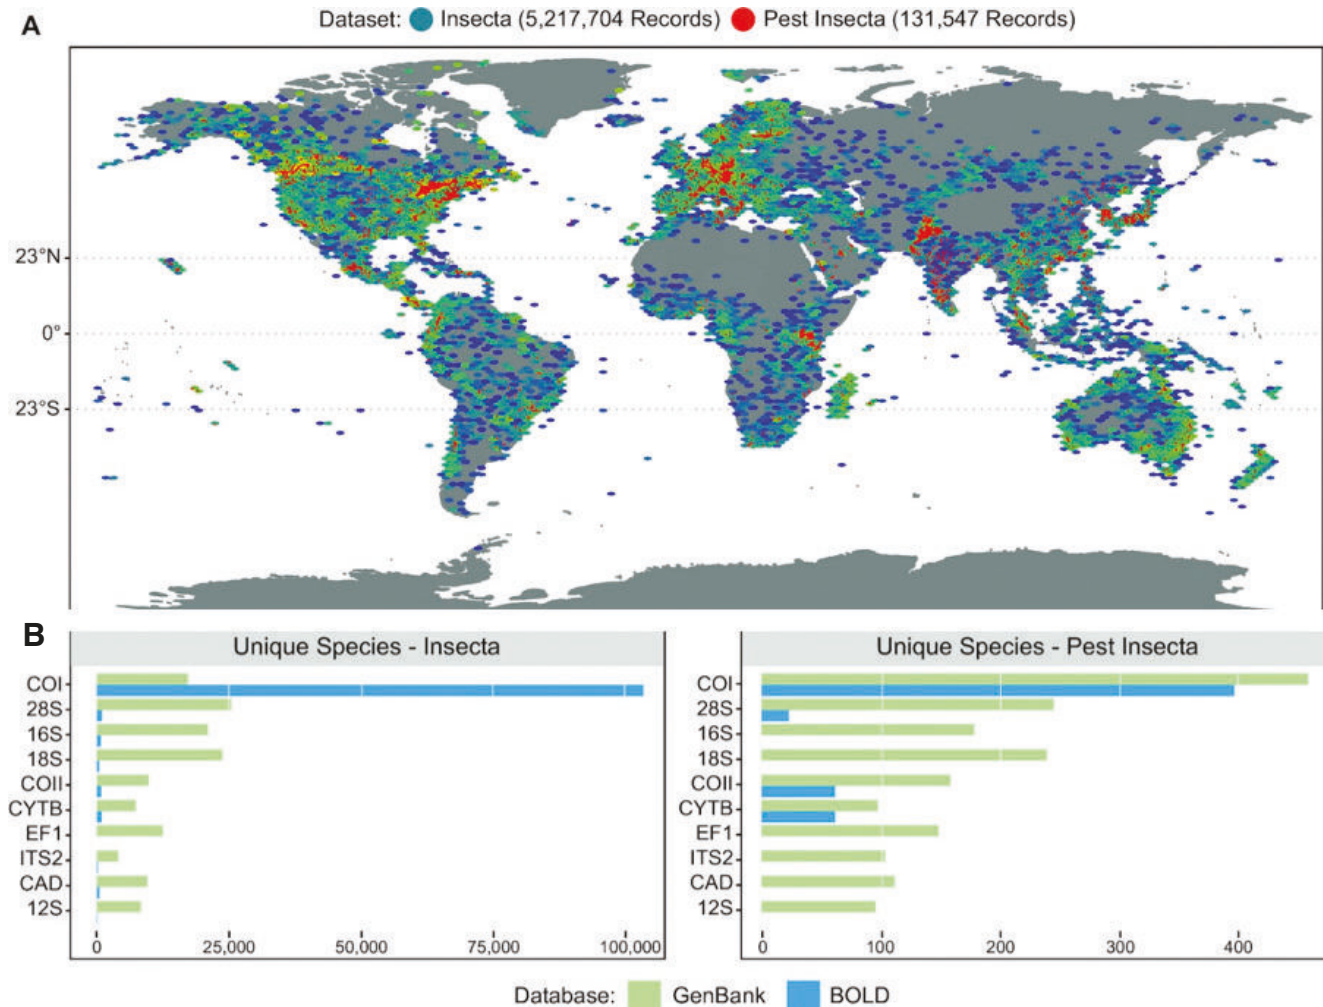 A
Dataset: Insecta (5,217,704 Records) Pest Insecta (131,547 Records)
23°N
0°
23°S
B
Unique Species - Insecta
COI
28S
16S
18S
COII
CYTB
EF1
ITS2
CAD
12S
0 25,000 50,000 75,000 100,000
Unique Species - Pest Insecta
COI
28S
16S
18S
COII
CYTB
EF1
ITS2
CAD
12S
0 100 200 300 400
Database: GenBank BOLD